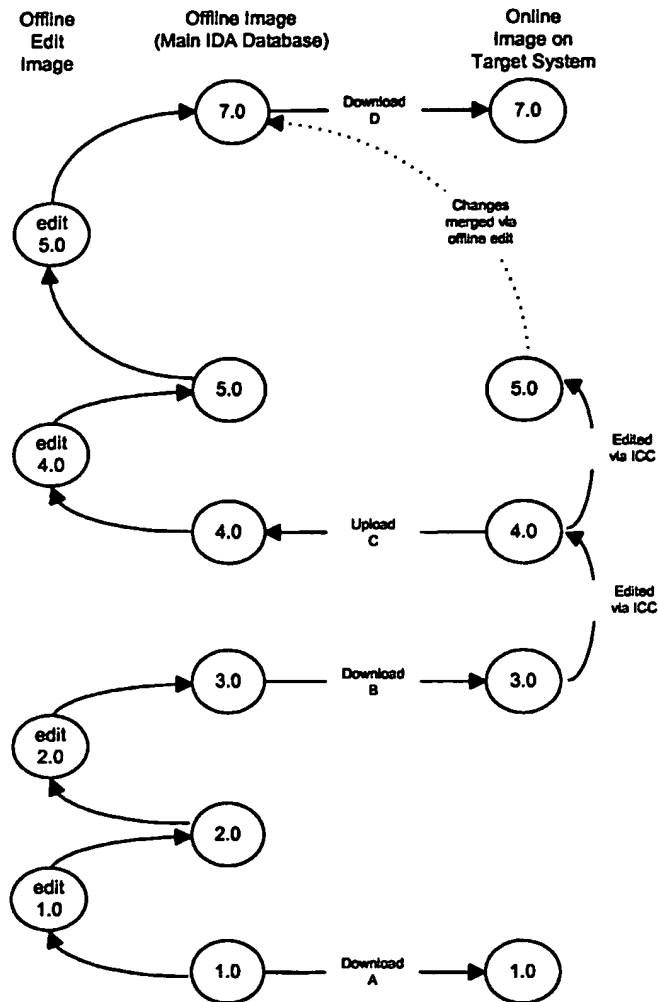 Offline
Edit
Image
Offline Image
(Main IDA Database)
Online
Image on
Target System
7.0
Download
D
7.0
Changes
merged via
offline edit
edit
5.0
5.0
5.0
Edited
via ICC
edit
4.0
4.0
Upload
C
4.0
Edited
via ICC
3.0
Download
B
3.0
edit
2.0
2.0
edit
1.0
1.0
Download
A
1.0